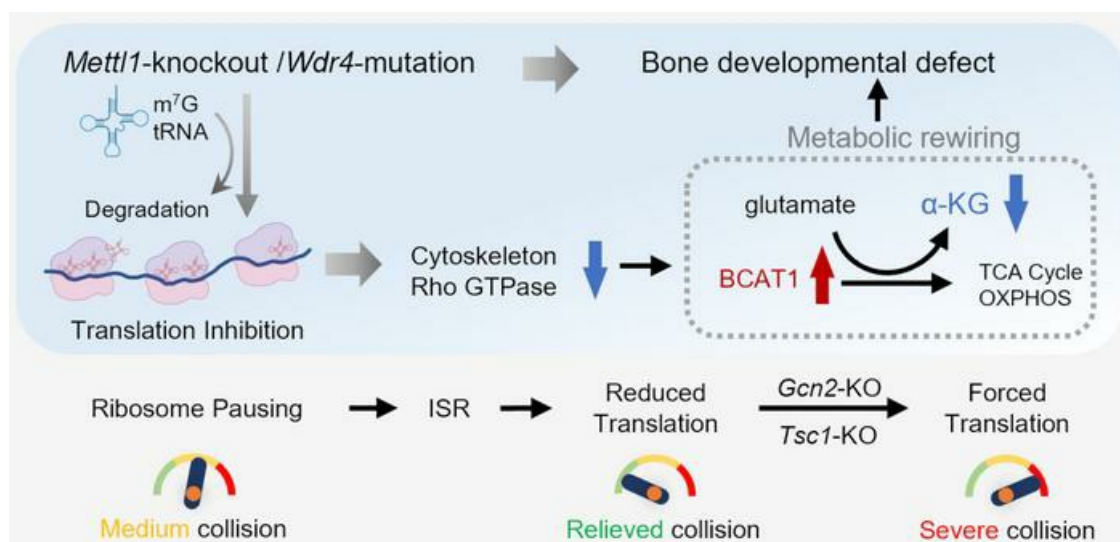 Mettl1-knockout /Wdr4-mutation
Bone developmental defect
m⁷G
tRNA
Metabolic rewiring
Degradation
glutamate
α-KG
Cytoskeleton
Rho GTPase
BCAT1
TCA Cycle
OXPHOS
Translation Inhibition
Ribosome Pausing
ISR
Reduced
Translation
Gcn2-KO
Tsc1-KO
Forced
Translation
Medium collision
Relieved collision
Severe collision